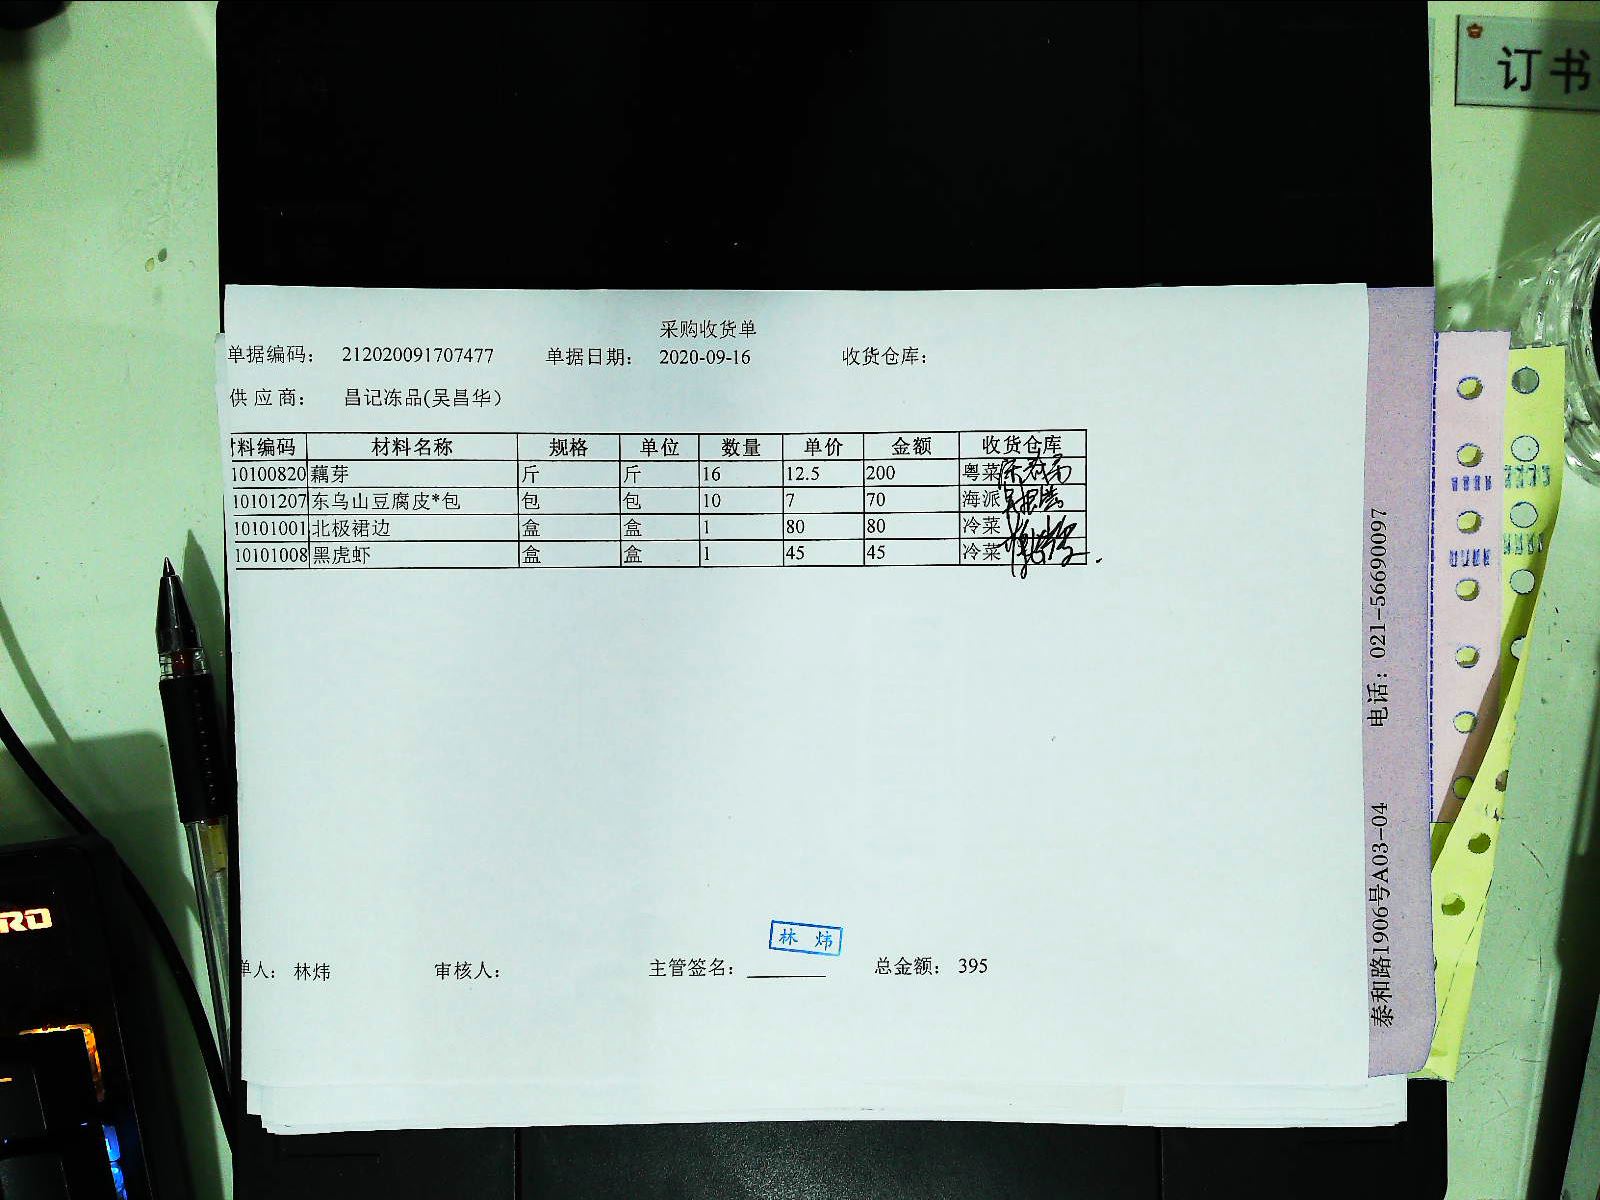 订书
采购收货单
单据编码： 212020091707477 单据日期： 2020-09-16 收货仓库：
供应商： 昌记冻品(吴昌华）
材料编码 材料名称 规格 单位 数量 单价 金额 收货仓库
10100820 藕芽 斤 斤 16 12.5 200 粤菜
10101207 东乌山豆腐皮*包 包 包 10 7 70 海派
10101001 北极裙边 盒 盒 1 80 80 冷菜
10101008 黑虎虾 盒 盒 1 45 45 冷菜
林炜
单人： 林炜 审核人： 主管签名： 总金额： 395
泰和路1906号A03-04 电话：021-56690097
RD